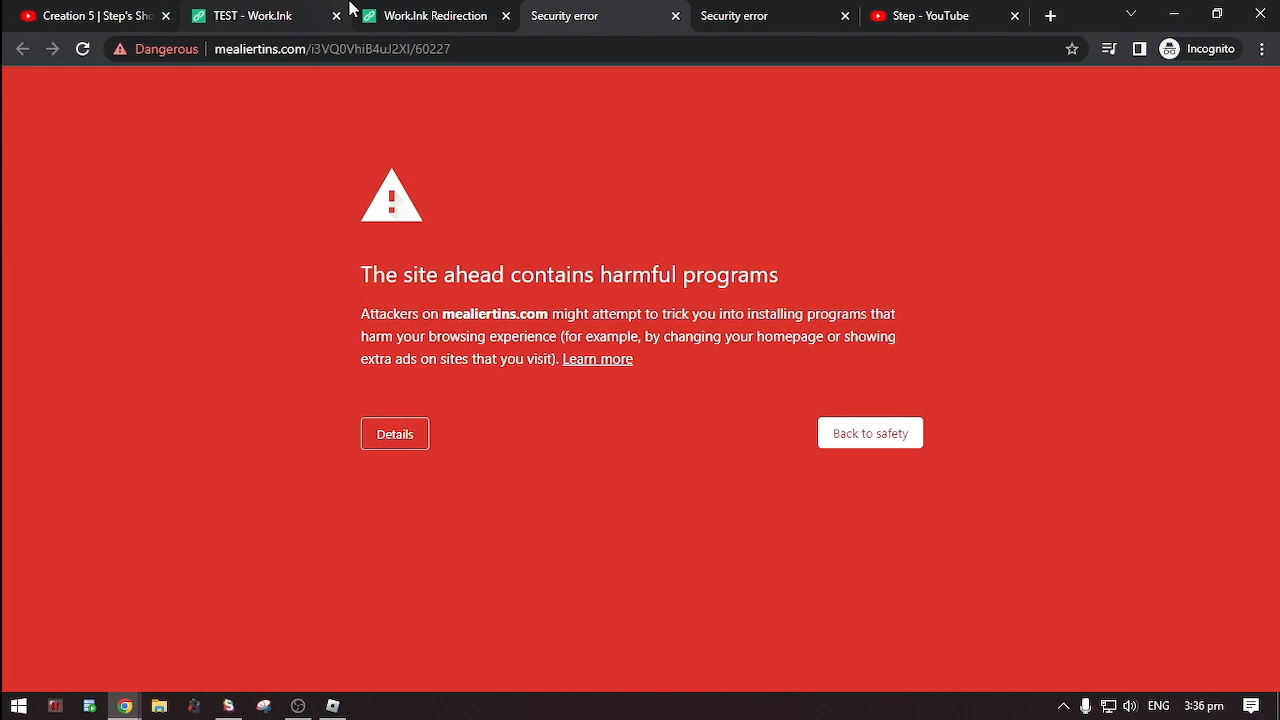 Creation 5 | Step's Sho
TEST - Work.Ink
Work.Ink Redirection
Security error
Security error
Step - YouTube
Dangerous
mealiertins.com/i3VQ0VhiB4uJ2XI/60227
Incognito
The site ahead contains harmful programs
Attackers on mealiertins.com might attempt to trick you into installing programs that
harm your browsing experience (for example, by changing your homepage or showing
extra ads on sites that you visit). Learn more
Details
Back to safety
ENG
3:36 pm